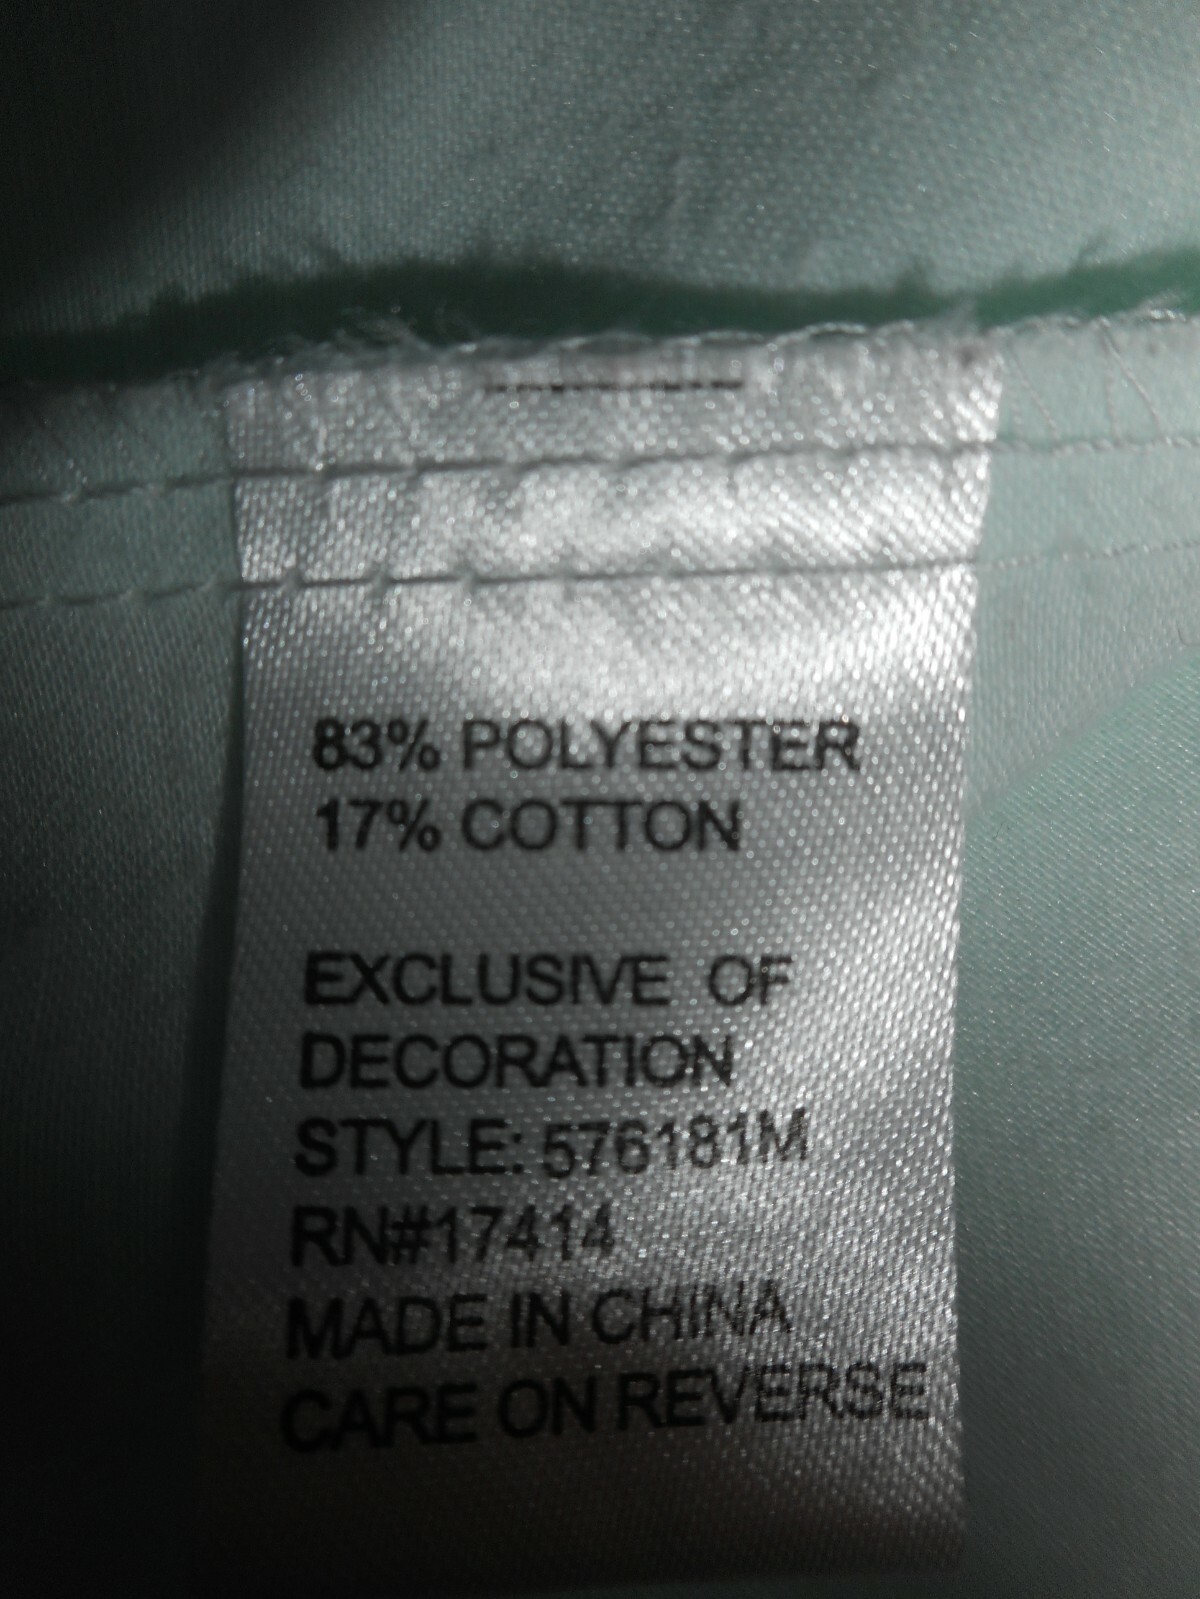 83% POLYESTER
17% COTTON
EXCLUSIVE OF
DECORATION
STYLE: 576181M
RN#17414
MADE IN CHINA
CARE ON REVERSE